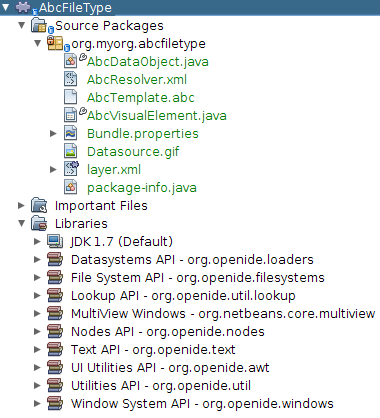 AbcFileType
Source Packages
org.myorg.abcfiletype
AbcDataObject.java
AbcResolver.xml
AbcTemplate.abc
AbcVisualElement.java
Bundle.properties
Datasource.gif
layer.xml
package-info.java
Important Files
Libraries
JDK 1.7 (Default)
Datasystems API - org.openide.loaders
File System API - org.openide.filesystems
Lookup API - org.openide.util.lookup
MultiView Windows - org.netbeans.core.multiview
Nodes API - org.openide.nodes
Text API - org.openide.text
UI Utilities API - org.openide.awt
Utilities API - org.openide.util
Window System API - org.openide.windows